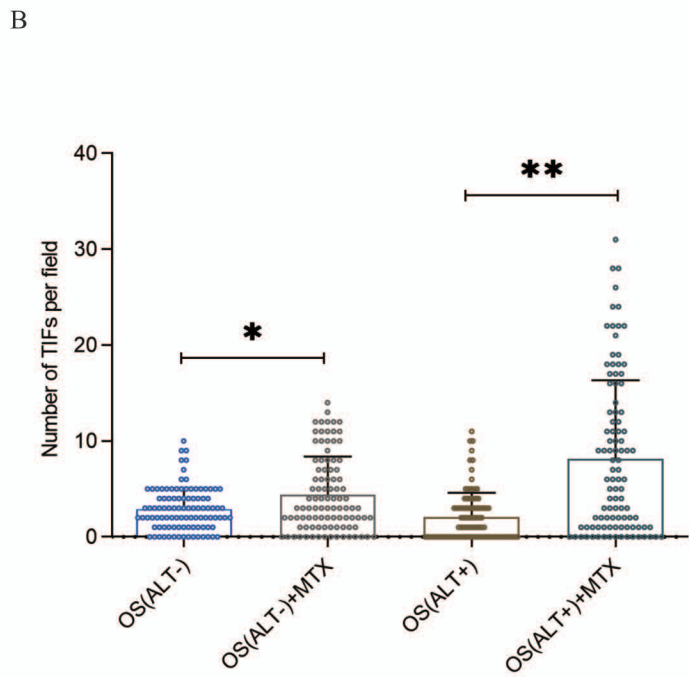 B
Number of TIFs per field
40
30
20
10
0
*
**
OS(ALT-)
OS(ALT-)+MTX
OS(ALT+)
OS(ALT+)+MTX